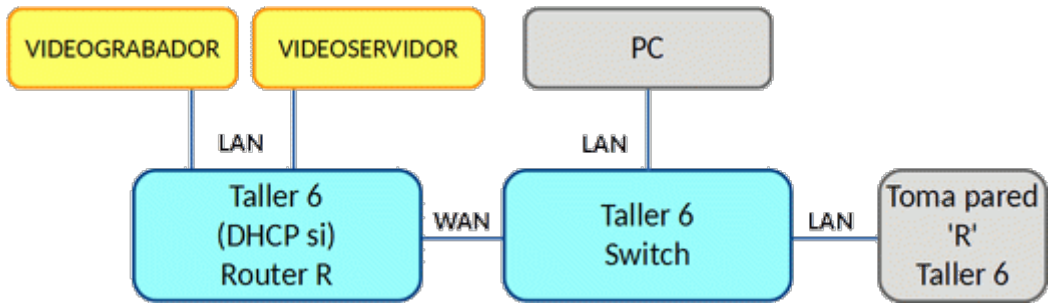 VIDEOGRABADOR
VIDEOSERVIDOR
PC
LAN
LAN
Taller 6
(DHCP si)
Router R
WAN
Taller 6
Switch
LAN
Toma pared
'R'
Taller 6